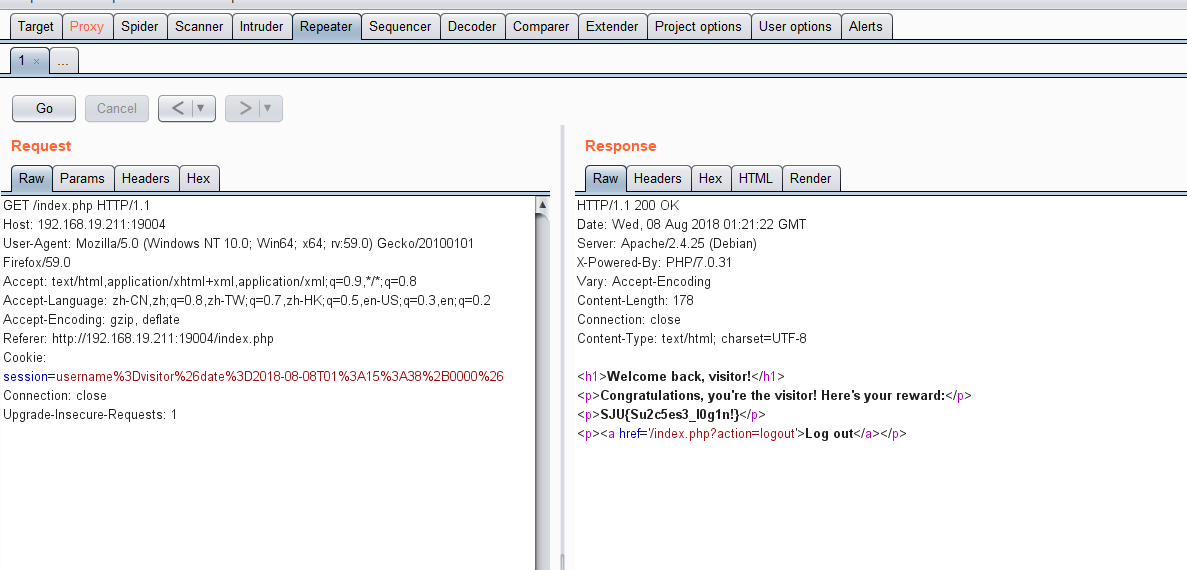 Target Proxy Spider Scanner Intruder Repeater Sequencer Decoder Comparer Extender Project options User options Alerts
1 × ...
Go Cancel < ▼ > ▼
Request
Raw Params Headers Hex
GET /index.php HTTP/1.1
Host: 192.168.19.211:19004
User-Agent: Mozilla/5.0 (Windows NT 10.0; Win64; x64; rv:59.0) Gecko/20100101
Firefox/59.0
Accept: text/html,application/xhtml+xml,application/xml;q=0.9,*/*;q=0.8
Accept-Language: zh-CN,zh;q=0.8,zh-TW;q=0.7,zh-HK;q=0.5,en-US;q=0.3,en;q=0.2
Accept-Encoding: gzip, deflate
Referer: http://192.168.19.211:19004/index.php
Cookie:
session=username%3Dvisitor%26date%3D2018-08-08T01%3A15%3A38%2B0000%26
Connection: close
Upgrade-Insecure-Requests: 1
Response
Raw Headers Hex HTML Render
HTTP/1.1 200 OK
Date: Wed, 08 Aug 2018 01:21:22 GMT
Server: Apache/2.4.25 (Debian)
X-Powered-By: PHP/7.0.31
Vary: Accept-Encoding
Content-Length: 178
Connection: close
Content-Type: text/html; charset=UTF-8
<h1>Welcome back, visitor!</h1>
<p>Congratulations, you're the visitor! Here's your reward:</p>
<p>SJU{Su2c5es3_l0g1n!}</p>
<p><a href='/index.php?action=logout'>Log out</a></p>